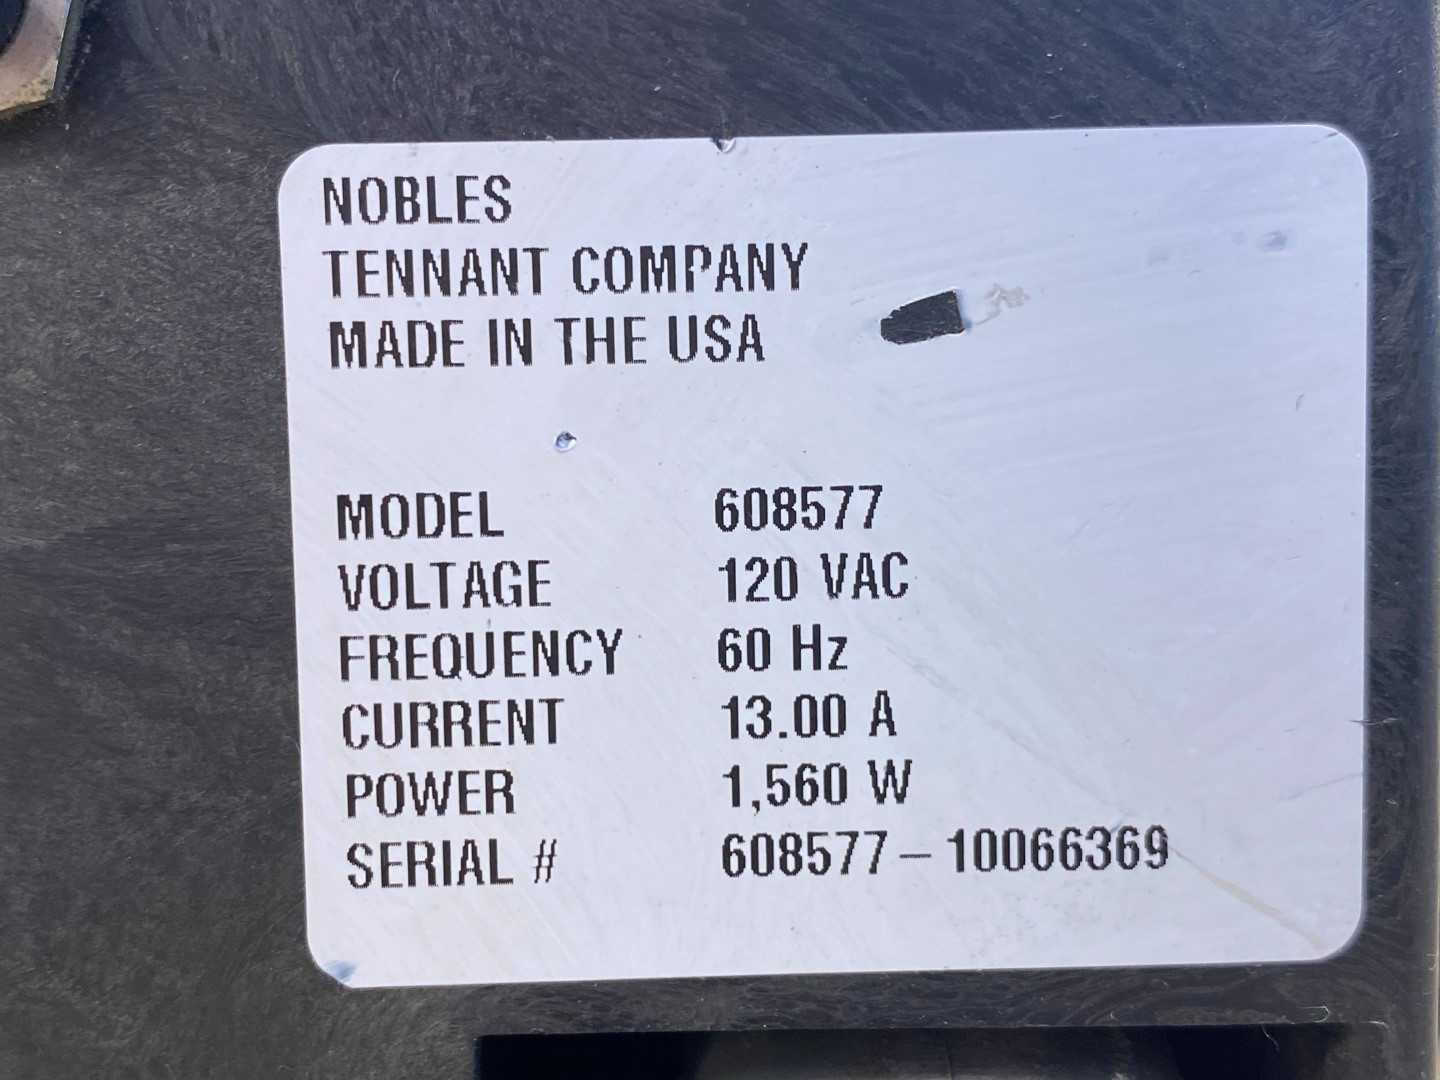 NOBLES
TENNANT COMPANY
MADE IN THE USA
MODEL 608577
VOLTAGE 120 VAC
FREQUENCY 60 Hz
CURRENT 13.00 A
POWER 1,560 W
SERIAL # 608577–10066369